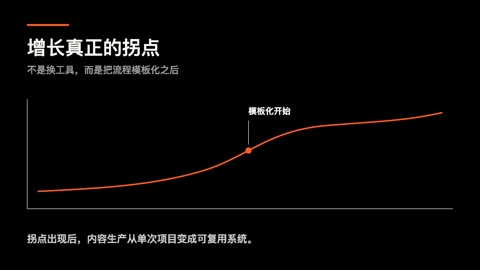 增长真正的拐点
不是换工具，而是把流程模板化之后
模板化开始
拐点出现后，内容生产从单次项目变成可复用系统。